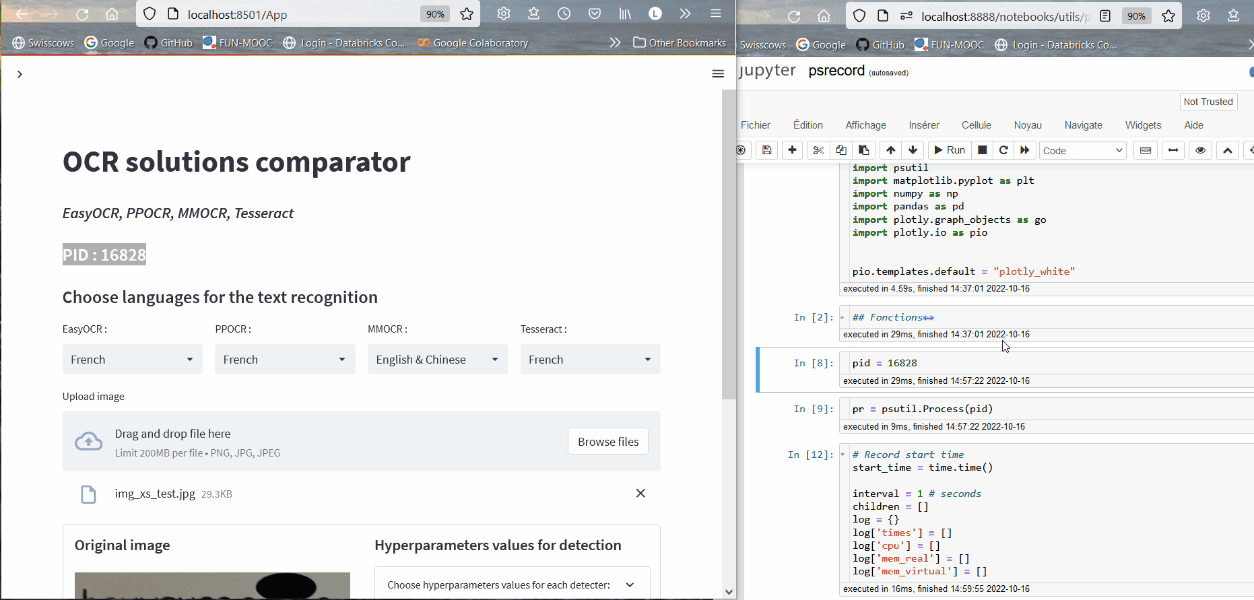 localhost:8501/App
90%
L
Swisscows
Google
GitHub
FUN-MOOC
Login - Databricks Co...
Google Colaboratory
Other Bookmarks
OCR solutions comparator
EasyOCR, PPOCR, MMOCR, Tesseract
PID : 16828
Choose languages for the text recognition
EasyOCR : PPOCR : MMOCR : Tesseract :
French French English & Chinese French
Upload image
Drag and drop file here
Limit 200MB per file • PNG, JPG, JPEG
Browse files
img_xs_test.jpg 29.3KB
Original image
Hyperparameters values for detection
Choose hyperparameters values for each detecter:
localhost:8888/notebooks/utils/p
90%
Swisscows
Google
GitHub
FUN-MOOC
Login - Databricks Co...
jupyter psrecord (autosaved)
Not Trusted
Fichier Édition Affichage Insérer Cellule Noyau Navigate Widgets Aide
Run
Code
import psutil
import matplotlib.pyplot as plt
import numpy as np
import pandas as pd
import plotly.graph_objects as go
import plotly.io as pio
pio.templates.default = "plotly_white"
executed in 4.59s, finished 14:37:01 2022-10-16
In [2]: ## Fonctions
executed in 29ms, finished 14:37:01 2022-10-16
In [8]: pid = 16828
executed in 29ms, finished 14:57:22 2022-10-16
In [9]: pr = psutil.Process(pid)
executed in 9ms, finished 14:57:22 2022-10-16
In [12]: # Record start time
start_time = time.time()
interval = 1 # seconds
children = []
log = {}
log['times'] = []
log['cpu'] = []
log['mem_real'] = []
log['mem_virtual'] = []
executed in 16ms, finished 14:59:55 2022-10-16